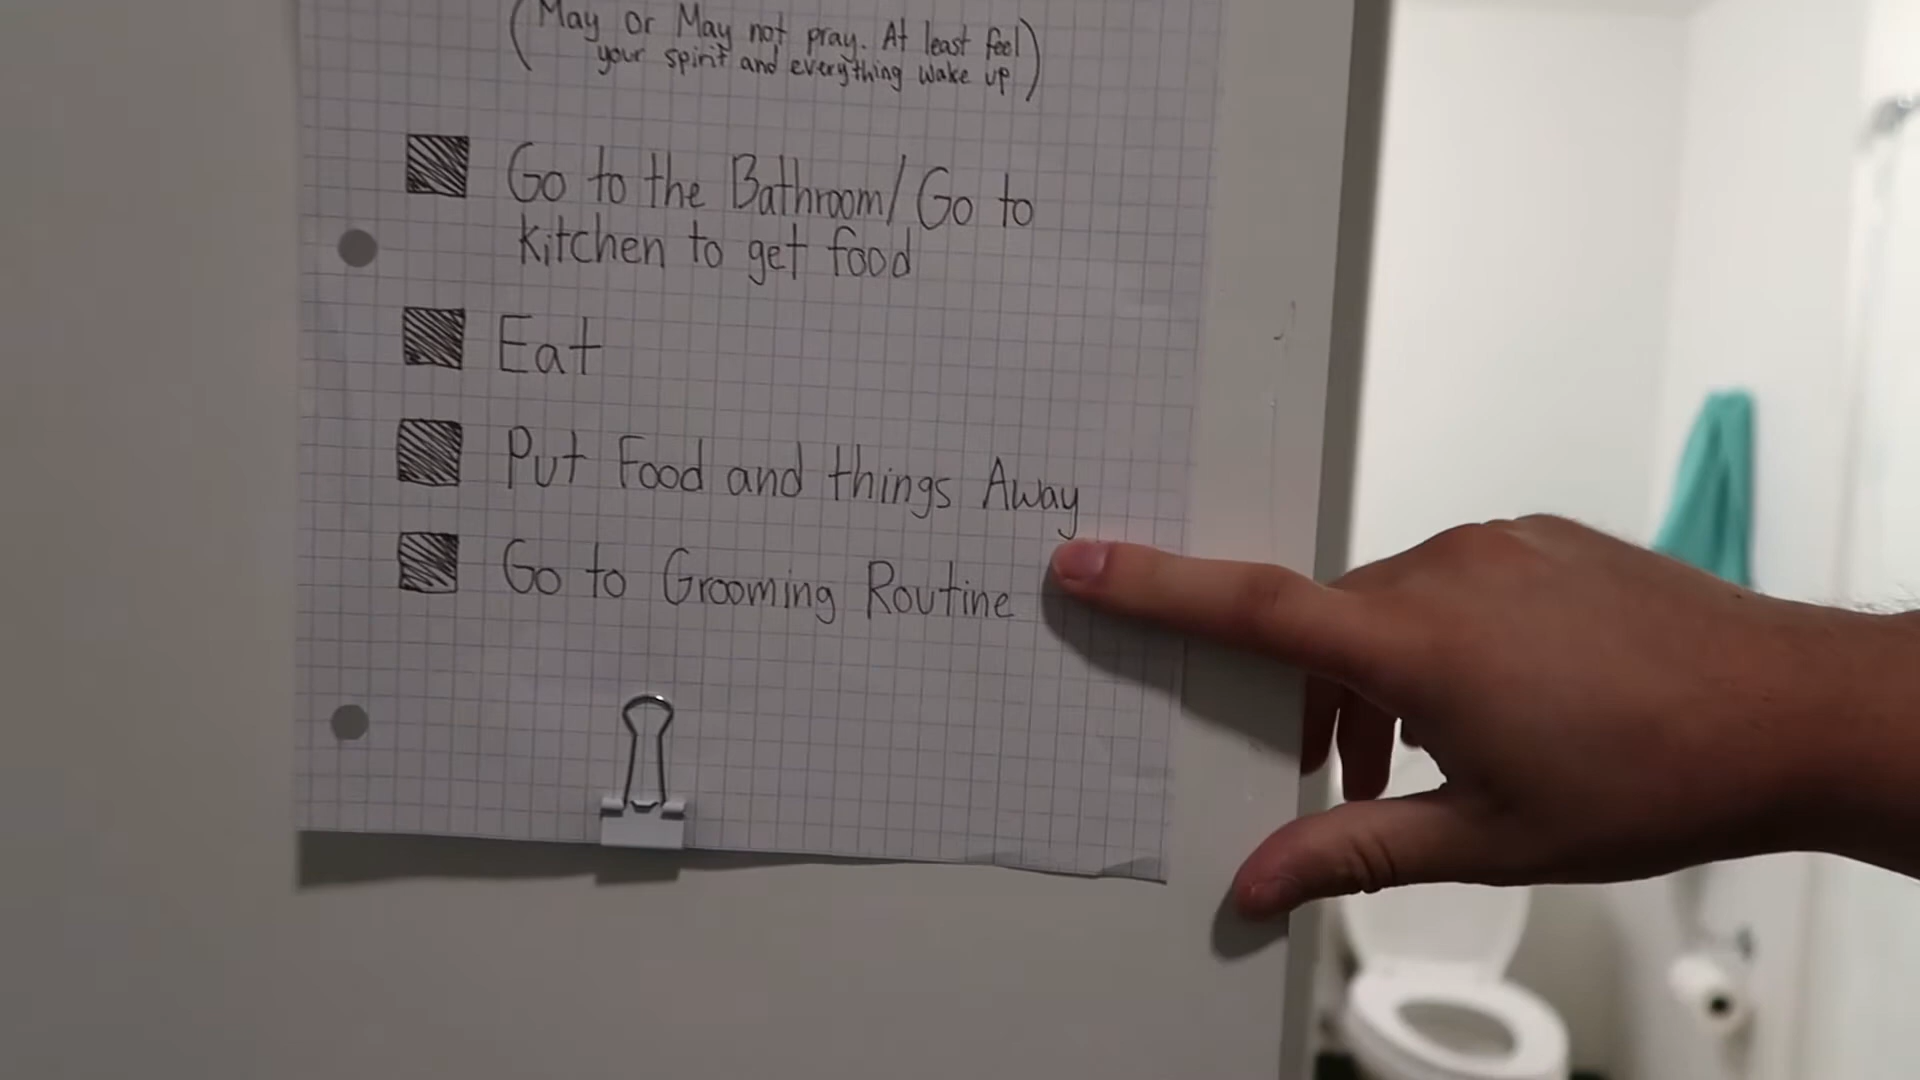 (May or May not pray. At least feel
your spirit and everything wake up)
Go to the Bathroom/Go to
kitchen to get food
Eat
Put Food and things Away
Go to Grooming Routine